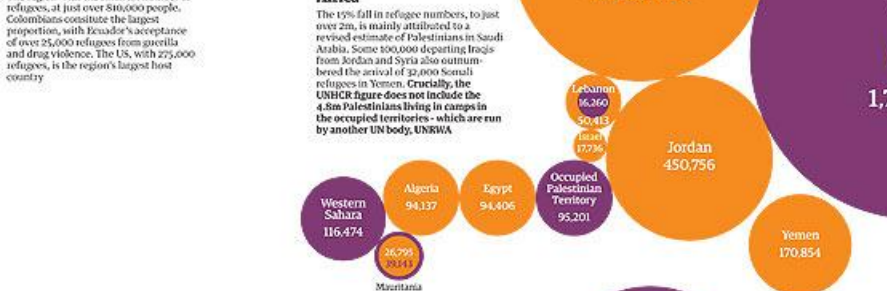 refugees, at just over 810,000 people.
Colombians consitute the largest
proportion, with Ecuador's acceptance
of over 25,000 refugees from guerilla
and drug violence. The US, with 275,000
refugees, is the region's largest host
country
The 15% fall in refugee numbers, to just
over 2m, is mainly attributed to a
revised estimate of Palestinians in Saudi
Arabia. Some 100,000 departing Iraqis
from Jordan and Syria also outnum-
bered the arrival of 32,000 Somali
refugees in Yemen. Crucially, the
UNHCR figure does not include the
4.8m Palestinians living in camps in
the occupied territories - which are run
by another UN body, UNRWA
Lebanon
16,260
50,413
Israel
17,736
Jordan
450,756
Occupied
Palestinian
Territory
95,201
Egypt
94,406
Algeria
94,137
Western
Sahara
116,474
26,795
39,143
Mauritania
Yemen
170,854